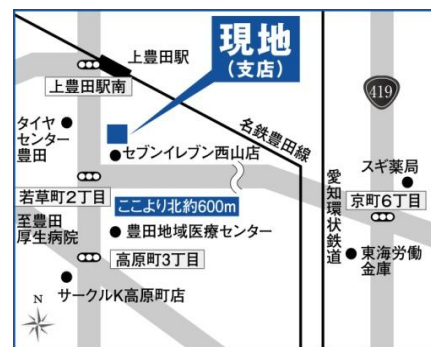 上豊田駅
現地
(支店)
上豊田駅南
419
タイヤ
センター
豊田
名鉄豊田線
セブンイレブン西山店
スギ薬局
若草町2丁目
ここより北約600m
愛知環状鉄道
京町6丁目
至豊田
厚生病院
豊田地域医療センター
高原町3丁目
東海労働
金庫
サークルK高原町店
N